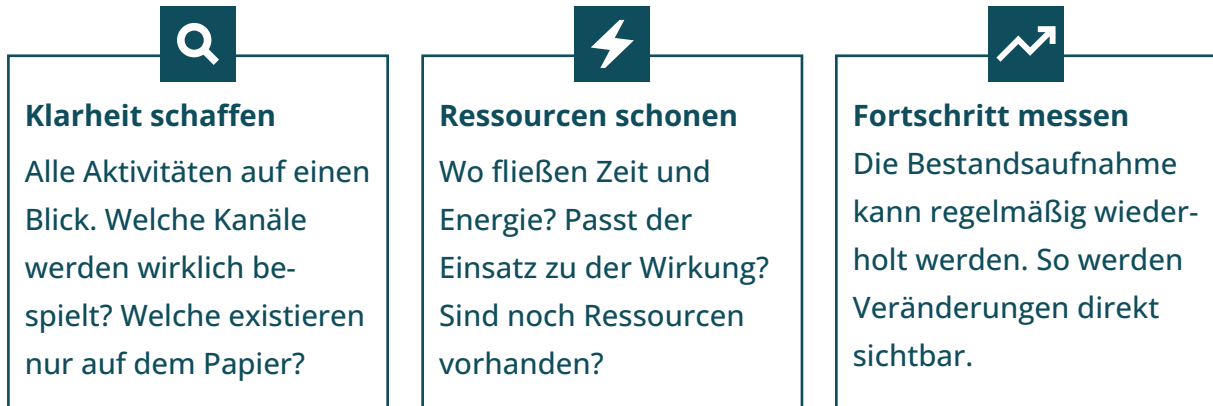 Klarheit schaffen
Alle Aktivitäten auf einen
Blick. Welche Kanäle
werden wirklich be-
spielt? Welche existieren
nur auf dem Papier?
Ressourcen schonen
Wo fließen Zeit und
Energie? Passt der
Einsatz zu der Wirkung?
Sind noch Ressourcen
vorhanden?
Fortschritt messen
Die Bestandsaufnahme
kann regelmäßig wieder-
holt werden. So werden
Veränderungen direkt
sichtbar.